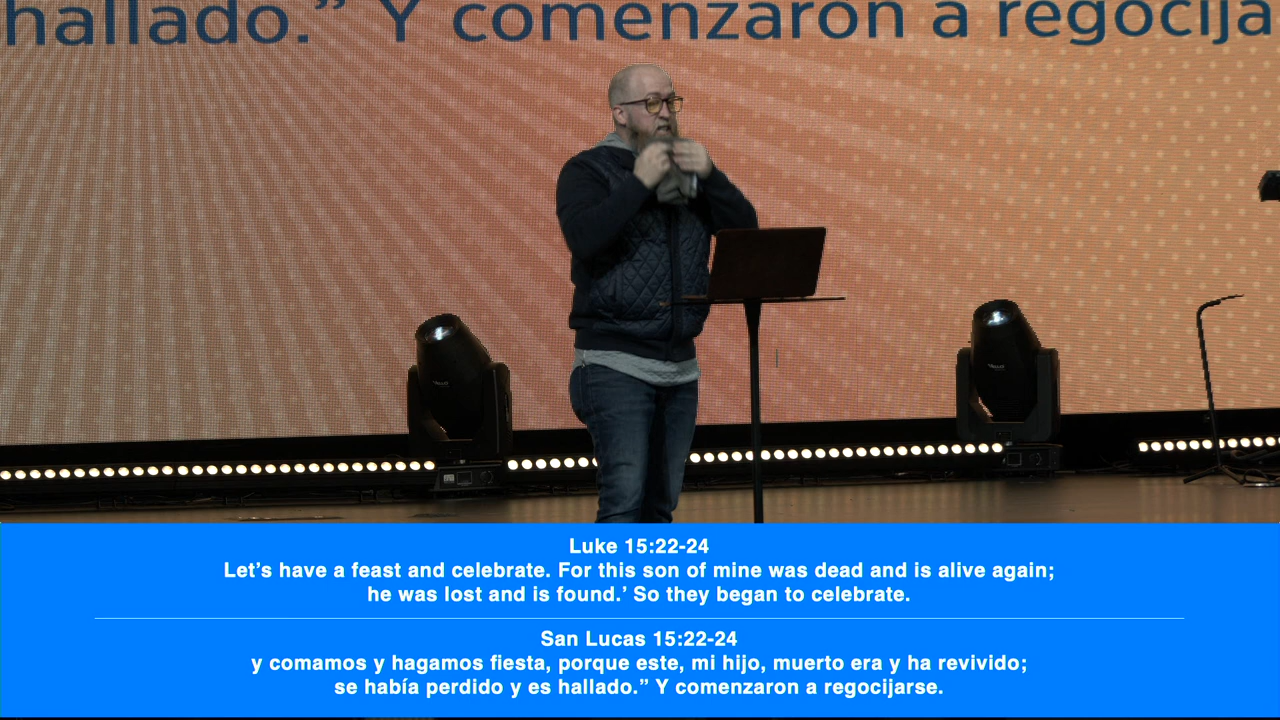 hallado.” Y comenzaron a regocija
Luke 15:22-24
Let’s have a feast and celebrate. For this son of mine was dead and is alive again;
he was lost and is found.’ So they began to celebrate.
San Lucas 15:22-24
y comamos y hagamos fiesta, porque este, mi hijo, muerto era y ha revivido;
se había perdido y es hallado.” Y comenzaron a regocijarse.